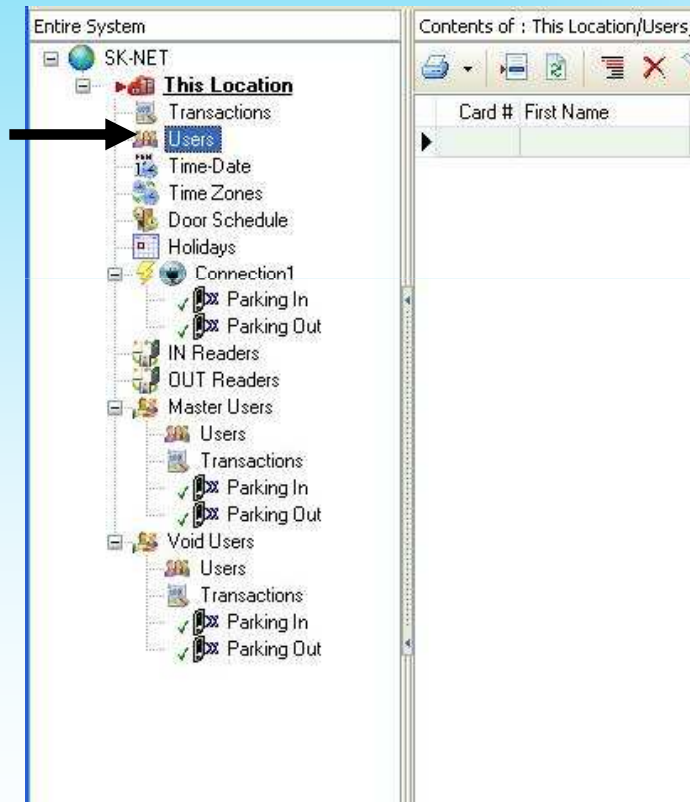 Entire System
SK-NET
This Location
Transactions
Users
Time-Date
Time Zones
Door Schedule
Holidays
Connection1
Parking In
Parking Out
IN Readers
OUT Readers
Master Users
Users
Transactions
Parking In
Parking Out
Void Users
Users
Transactions
Parking In
Parking Out
Contents of : This Location/Users
Card # First Name